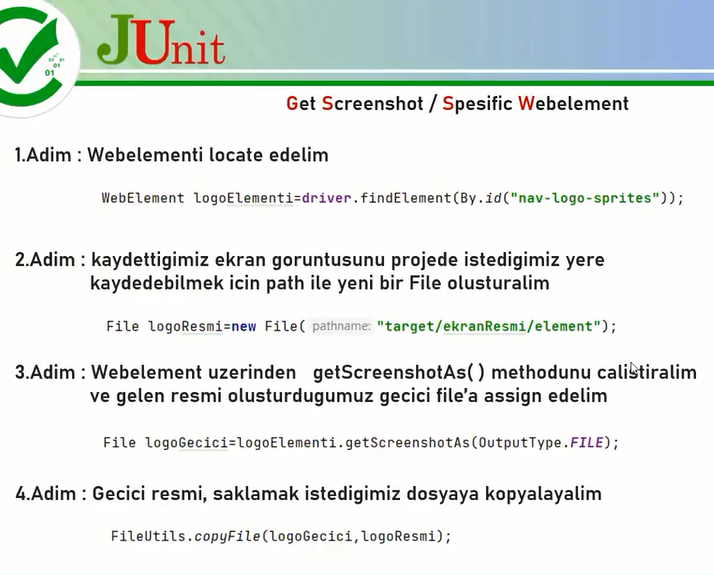 JUnit
01 01
01
01
Get Screenshot / Spesific Webelement
1.Adim : Webelementi locate edelim
WebElement logoElementi=driver.findElement(By.id("nav-logo-sprites"));
2.Adim : kaydettigimiz ekran goruntusunu projede istedigimiz yere
kaydedebilmek icin path ile yeni bir File olusturalim
File logoResmi=new File( pathname: "target/ekranResmi/element");
3.Adim : Webelement uzerinden getScreenshotAs( ) methodunu calistiralim
ve gelen resmi olusturdugumuz gecici file'a assign edelim
File logoGecici=logoElementi.getScreenshotAs(OutputType.FILE);
4.Adim : Gecici resmi, saklamak istedigimiz dosyaya kopyalayalim
FileUtils.copyFile(logoGecici,logoResmi);